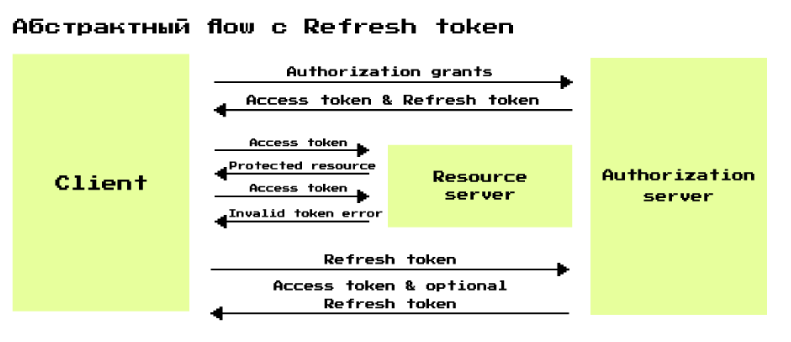 Абстрактный flow с Refresh token
Authorization grants
Access token & Refresh token
Client
Access token
Protected resource
Access token
Invalid token error
Resource
server
Authorization
server
Refresh token
Access token & optional
Refresh token